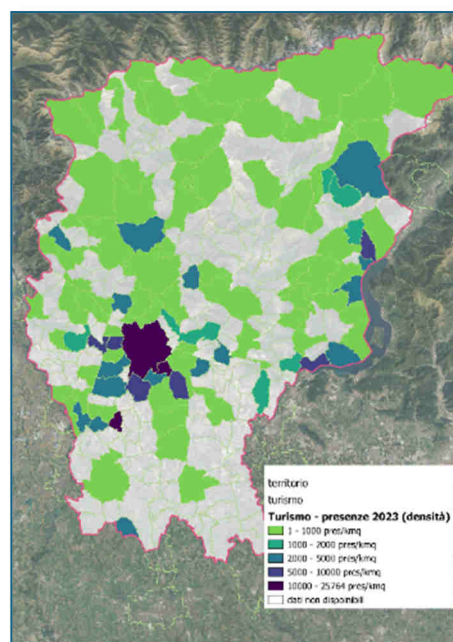 territorio
turismo
Turismo - presenze 2023 (densità)
1 - 1000 pres/kmq
1000 - 2000 pres/kmq
2000 - 5000 pres/kmq
5000 - 10000 pres/kmq
10000 - 25764 pres/kmq
dati non disponibili